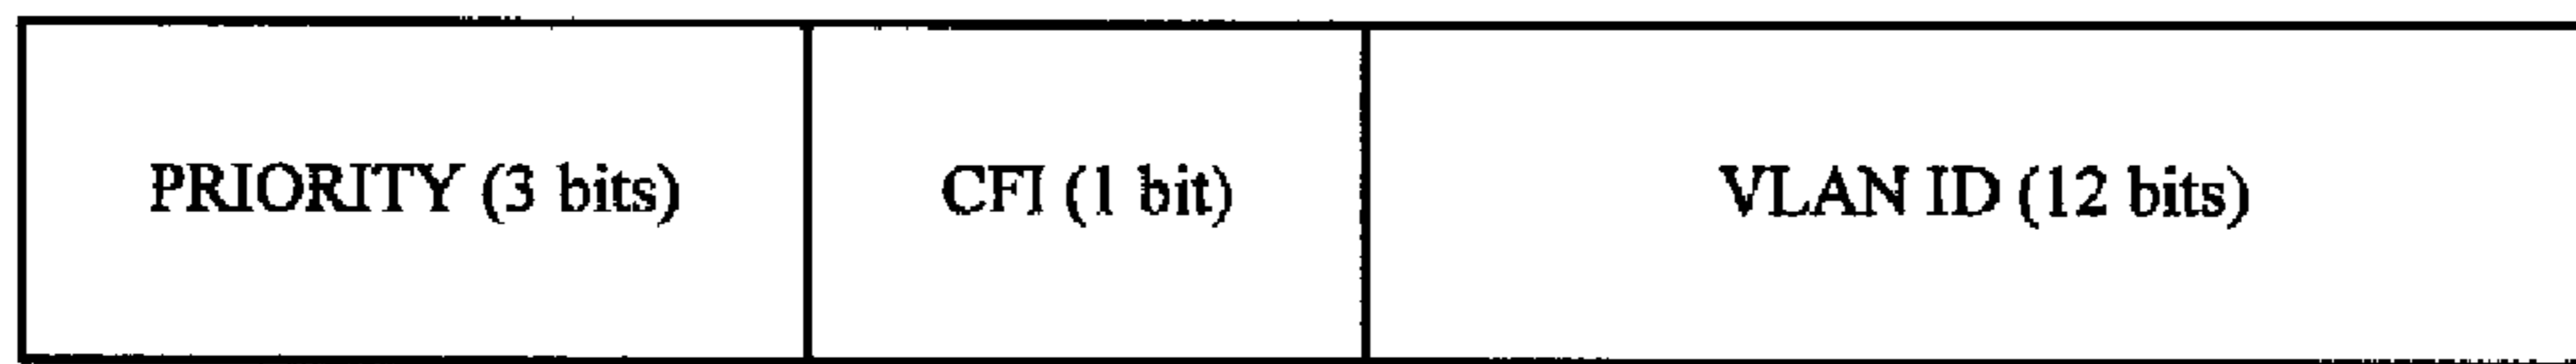 PRIORITY (3 bits) CFI (1 bit) VLAN ID (12 bits)